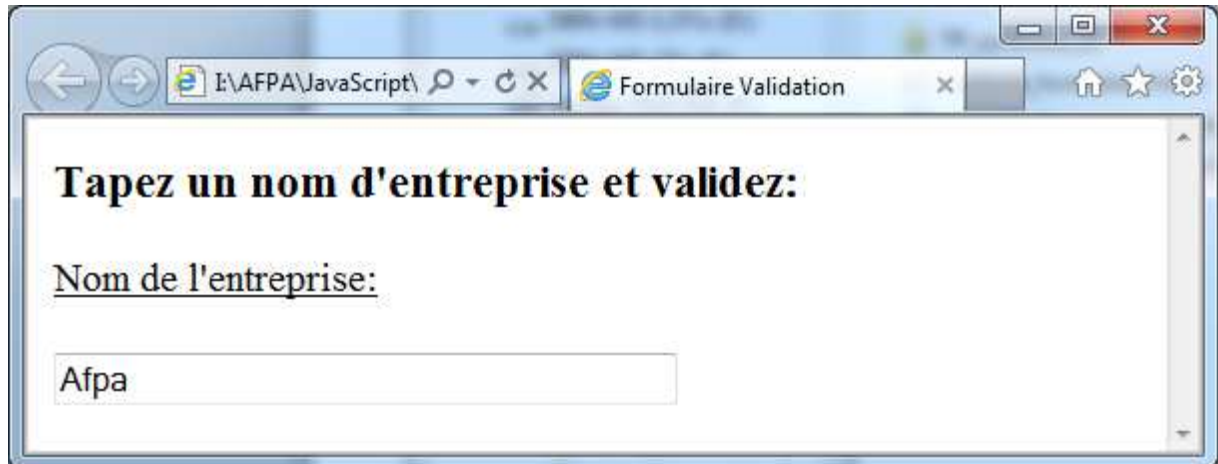 I:\AFPA\JavaScript\
Formulaire Validation
Tapez un nom d'entreprise et validez:
Nom de l'entreprise:
Afpa